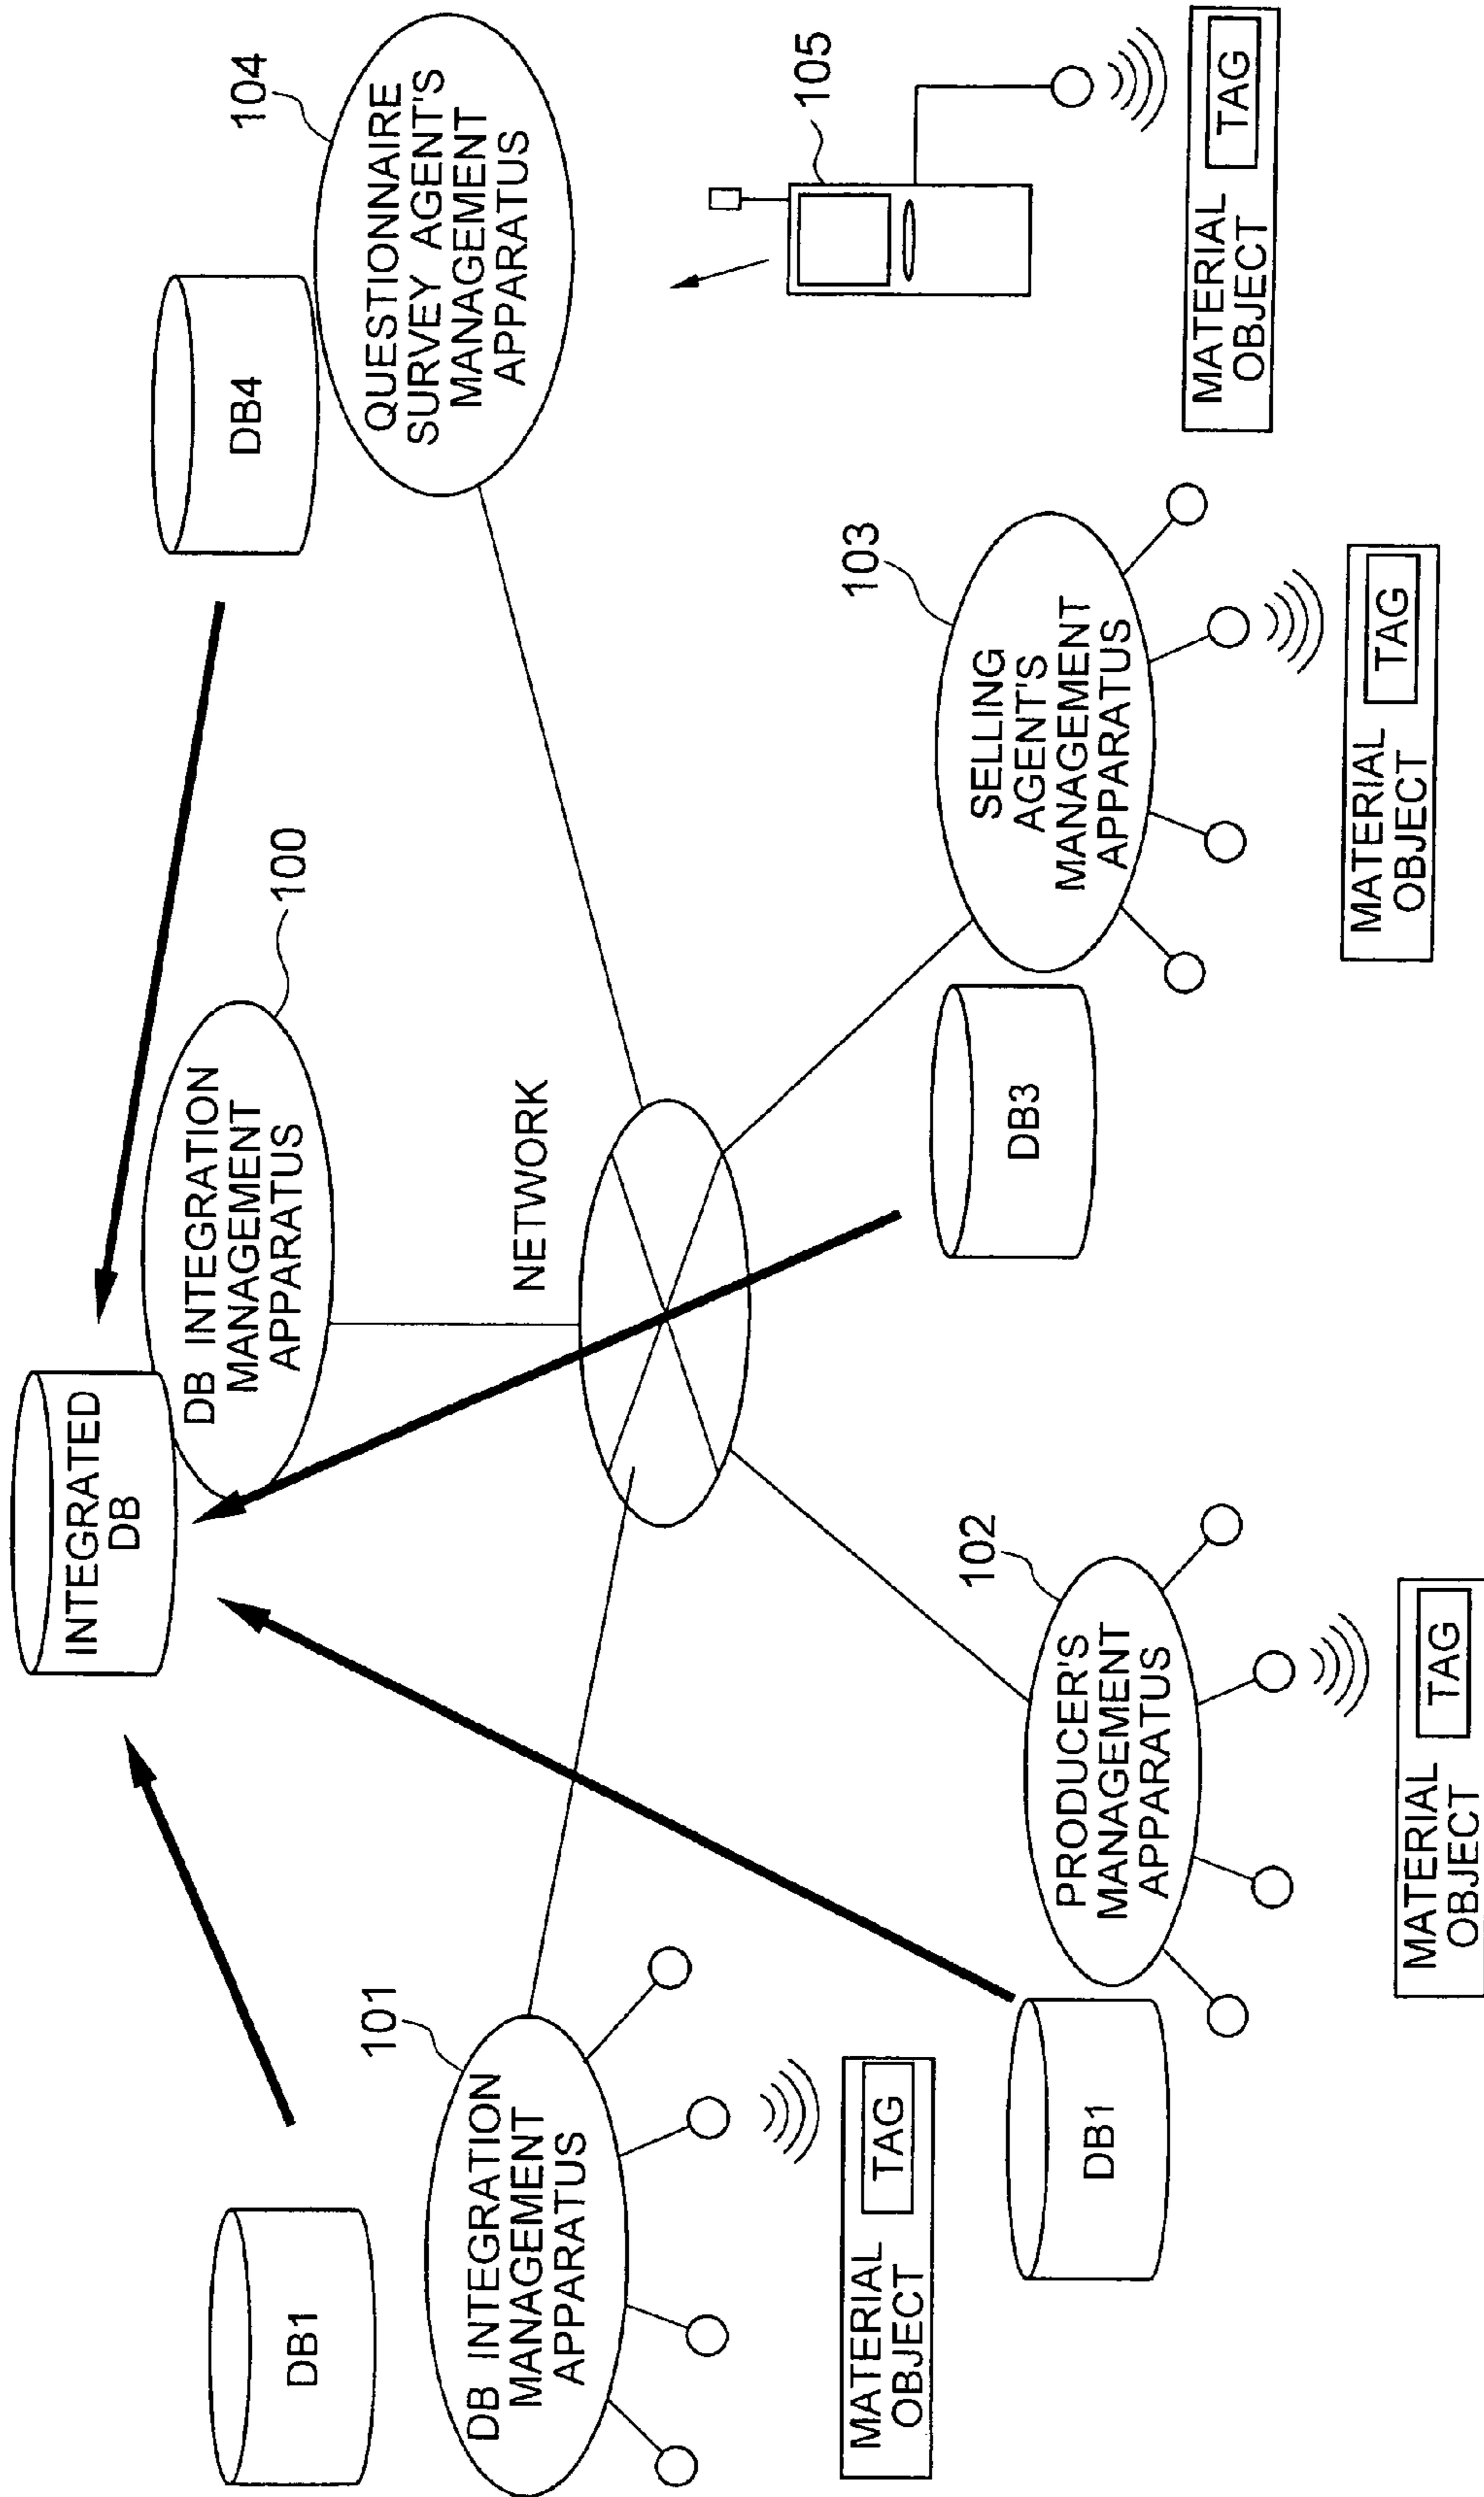 INTEGRATED
DB
DB INTEGRATION
MANAGEMENT
APPARATUS
100
DB4
104
QUESTIONNAIRE
SURVEY AGENT'S
MANAGEMENT
APPARATUS
NETWORK
DB1
101
DB INTEGRATION
MANAGEMENT
APPARATUS
MATERIAL
OBJECT
TAG
DB1
102
PRODUCER'S
MANAGEMENT
APPARATUS
MATERIAL
OBJECT
TAG
DB3
103
SELLING
AGENT'S
MANAGEMENT
APPARATUS
MATERIAL
OBJECT
TAG
105
MATERIAL
OBJECT
TAG